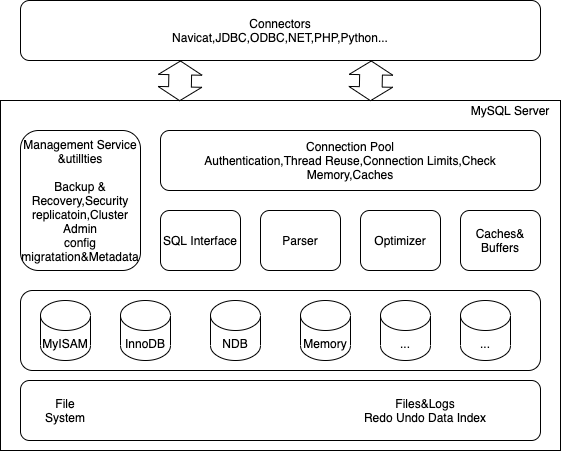 Connectors
Navicat,JDBC,ODBC,NET,PHP,Python...
MySQL Server
Management Service
&utillties
Backup &
Recovery,Security
replicatoin,Cluster
Admin
config
migratation&Metadata
Connection Pool
Authentication,Thread Reuse,Connection Limits,Check
Memory,Caches
SQL Interface
Parser
Optimizer
Caches&
Buffers
MyISAM
InnoDB
NDB
Memory
...
...
File
System
Files&Logs
Redo Undo Data Index